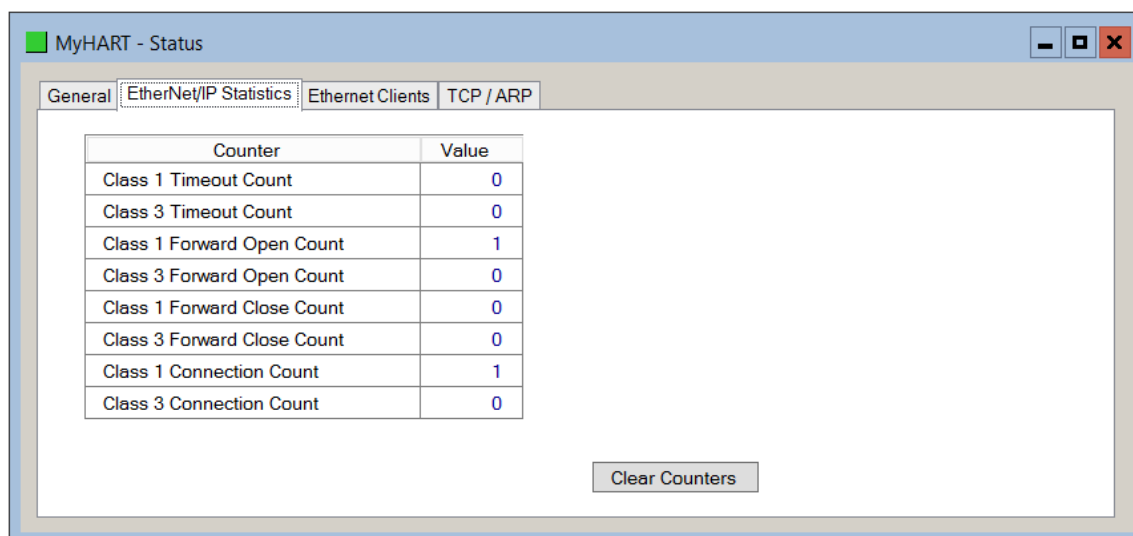 MyHART - Status
General EtherNet/IP Statistics Ethernet Clients TCP / ARP
Counter Value
Class 1 Timeout Count 0
Class 3 Timeout Count 0
Class 1 Forward Open Count 1
Class 3 Forward Open Count 0
Class 1 Forward Close Count 0
Class 3 Forward Close Count 0
Class 1 Connection Count 1
Class 3 Connection Count 0
Clear Counters